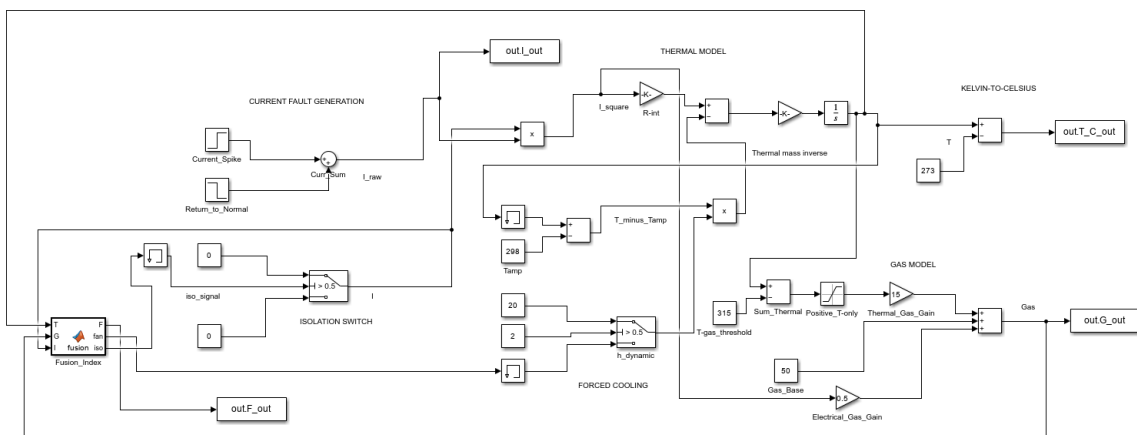 out.I_out
THERMAL MODEL
CURRENT FAULT GENERATION
I_square
-K-
R-int
+
−
-K-
1
s
KELVIN-TO-CELSIUS
+
−
out.T_C_out
T
273
Current_Spike
+
+
Curr_Sum
I_raw
x
Thermal mass inverse
Return_to_Normal
+
−
T_minus_Tamp
x
298
Tamp
0
iso_signal
> 0.5
I
0
ISOLATION SWITCH
GAS MODEL
+
−
Sum_Thermal
Positive_T-only
15
Thermal_Gas_Gain
315
T-gas_threshold
+
+
+
Gas
out.G_out
20
2
> 0.5
h_dynamic
T
G
I
fusion
F
fan
iso
Fusion_Index
50
Gas_Base
FORCED COOLING
0.5
Electrical_Gas_Gain
out.F_out